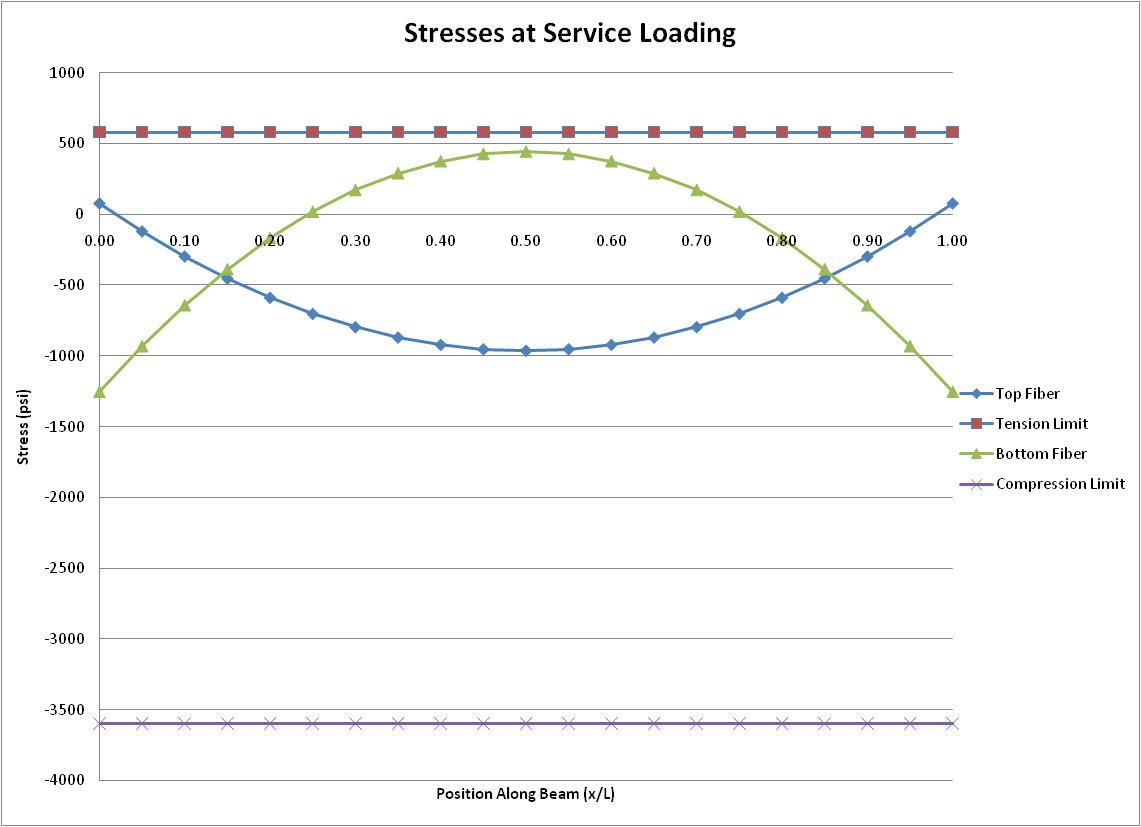 Stresses at Service Loading
1000
500
0
0.00 0.10 0.20 0.30 0.40 0.50 0.60 0.70 0.80 0.90 1.00
-500
-1000
-1500
-2000
-2500
-3000
-3500
-4000
Stress (psi)
Position Along Beam (x/L)
Top Fiber
Tension Limit
Bottom Fiber
Compression Limit